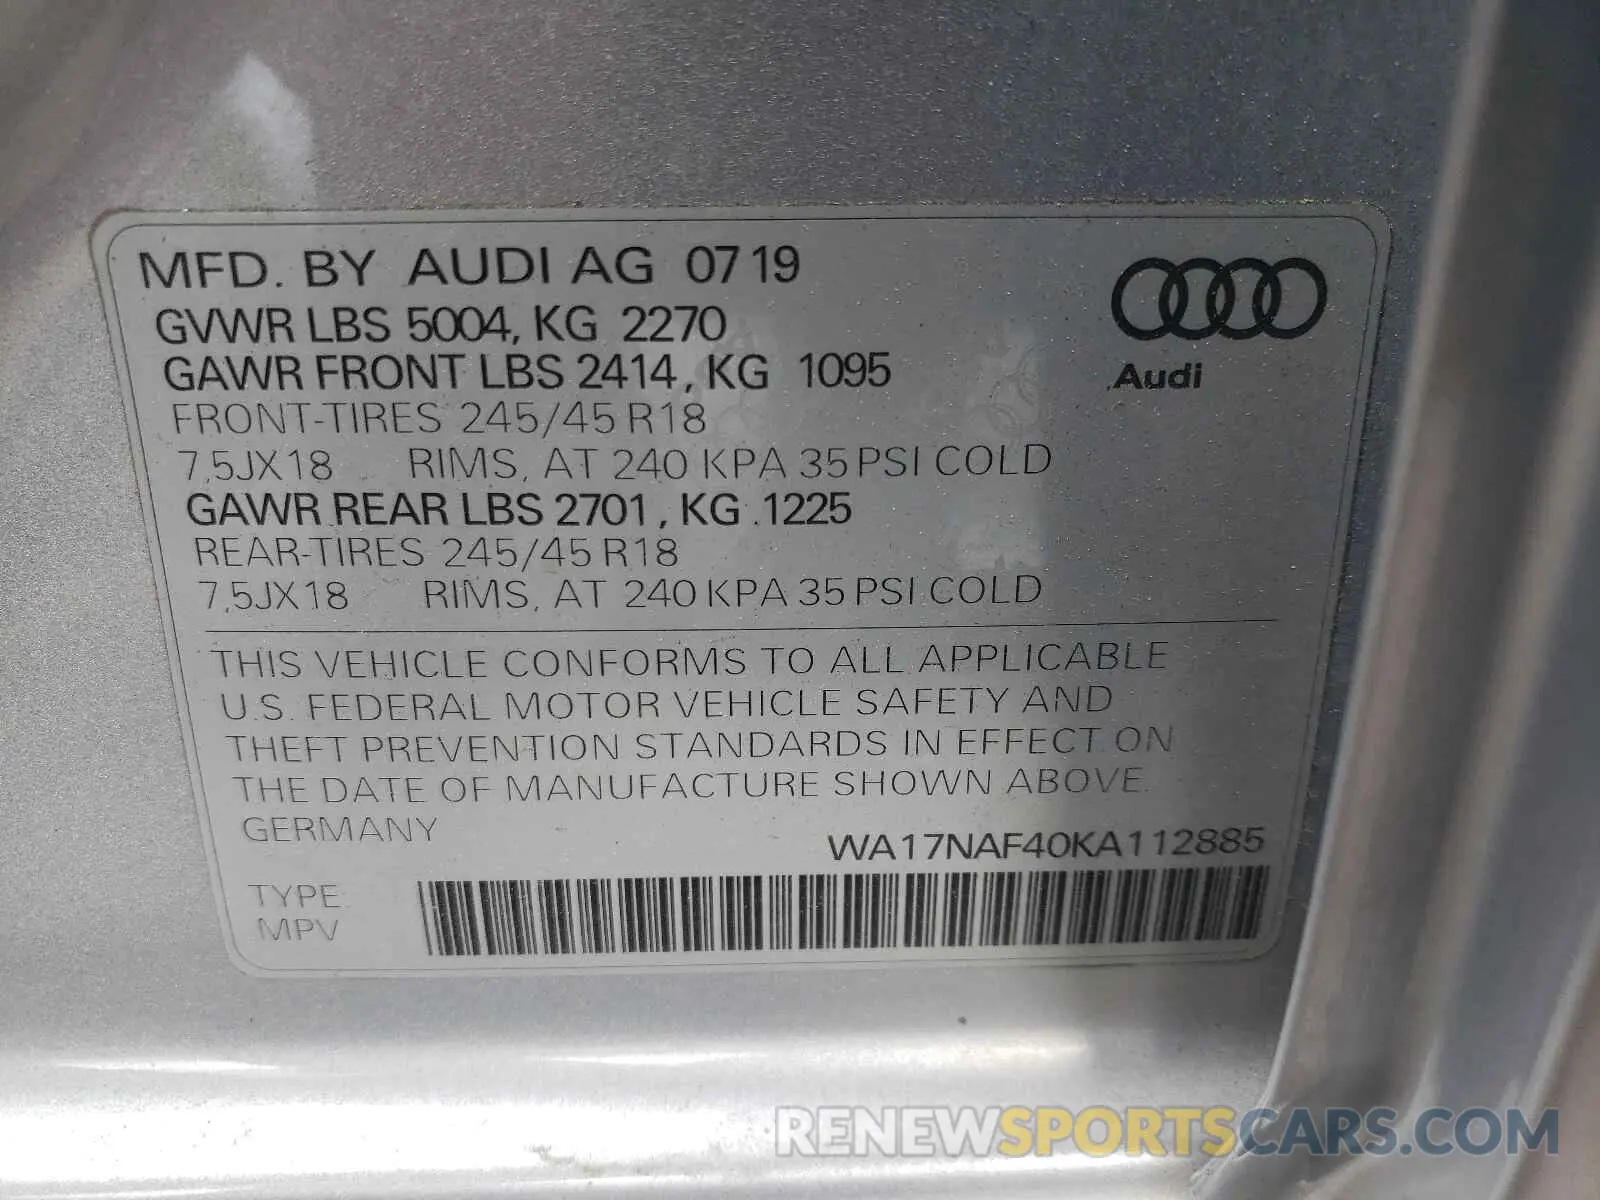 MFD. BY AUDI AG 07 19
GVWR LBS 5004, KG 2270
GAWR FRONT LBS 2414, KG 1095
FRONT-TIRES 245/45 R18
7,5JX18 RIMS, AT 240 KPA 35 PSI COLD
GAWR REAR LBS 2701, KG 1225
REAR-TIRES 245/45 R18
7,5JX18 RIMS, AT 240 KPA 35 PSI COLD
Audi
THIS VEHICLE CONFORMS TO ALL APPLICABLE
U.S. FEDERAL MOTOR VEHICLE SAFETY AND
THEFT PREVENTION STANDARDS IN EFFECT ON
THE DATE OF MANUFACTURE SHOWN ABOVE.
GERMANY
WA17NAF40KA112885
TYPE
MPV
RENEWSPORTSCARS.COM